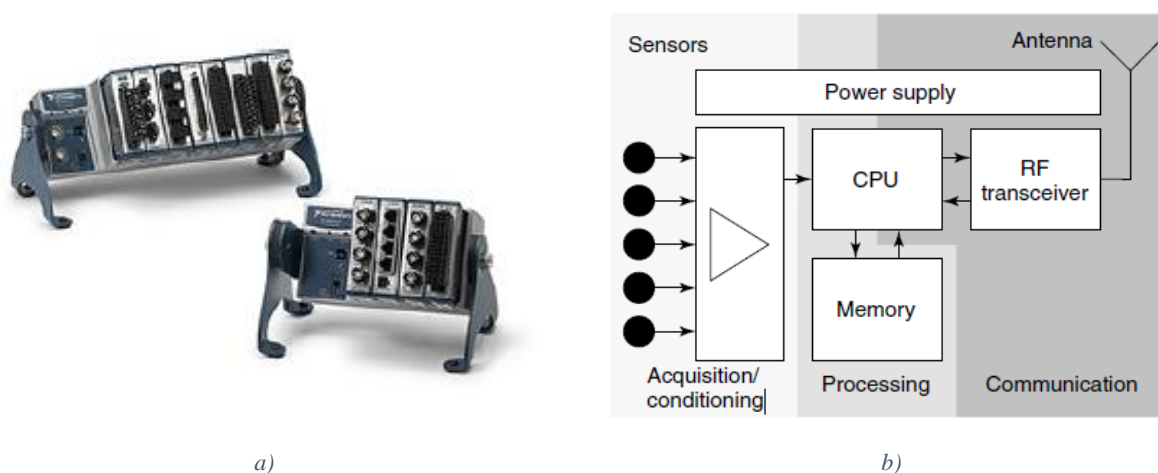 Sensors
Antenna
Power supply
CPU
RF
transceiver
Memory
Acquisition/
conditioning
Processing
Communication
a)
b)